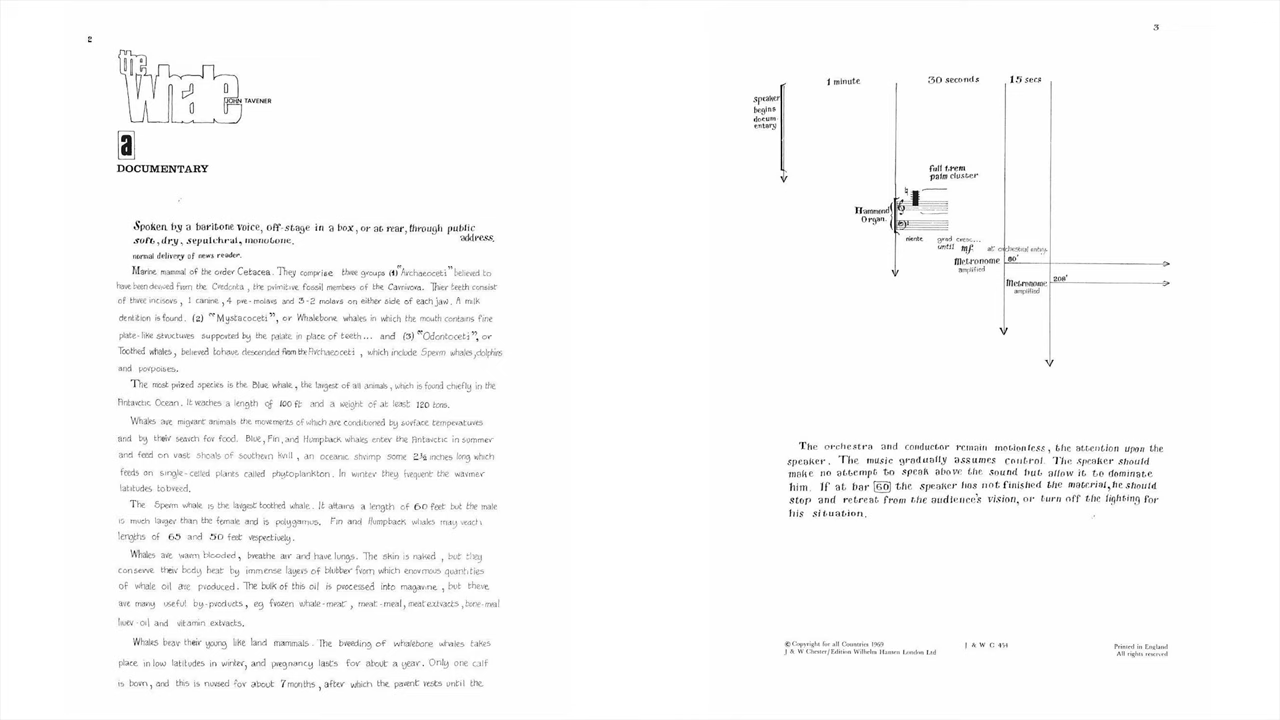 2
the
Whale
JOHN TAVENER
a
DOCUMENTARY
Spoken by a baritone voice, off-stage in a box, or at rear, through public
address,
soft, dry, sepulchral, monotone.
normal delivery of news reader.
Marine mammal of the order Cetacea. They comprise three groups (1) "Archaeoceti" believed to
have been derived from the Credonta, the primitive fossil members of the Carnivora. Thier teeth consist
of three incisors, 1 canine, 4 pre-molars and 3-2 molars on either side of each jaw. A milk
dentition is found. (2) "Mystacoceti", or Whalebone whales in which the mouth contains fine
plate-like structures supported by the palate in place of teeth... and (3) "Odontoceti", or
Toothed whales, believed to have descended from the Archaeoceti, which include Sperm whales, dolphins
and porpoises.
The most prized species is the Blue whale, the largest of all animals, which is found chiefly in the
Antarctic Ocean. It reaches a length of 100 ft and a weight of at least 120 tons.
Whales are migrant animals the movements of which are conditioned by surface temperatures
and by their search for food. Blue, Fin, and Humpback whales enter the Antarctic in summer
and feed on vast shoals of southern Krill, an oceanic shrimp some 2½ inches long which
feeds on single-celled plants called phytoplankton. In winter they frequent the warmer
latitudes to breed.
The Sperm whale is the largest toothed whale. It attains a length of 60 feet but the male
is much larger than the female and is polygamus. Fin and Humpback whales may reach
lengths of 65 and 50 feet respectively.
Whales are warm blooded, breathe air and have lungs. The skin is naked, but they
conserve their body heat by immense layers of blubber from which enormous quantities
of whale oil are produced. The bulk of this oil is processed into magarine, but there
are many useful by-products, eg frozen whale-meat, meat-meal, meat extracts, bone-meal
liver-oil and vitamin extracts.
Whales bear their young like land mammals. The breeding of whalebone whales takes
place in low latitudes in winter, and pregnancy last's for about a year. Only one calf
is born, and this is nursed for about 7 months, after which the parent rests until the
3
1 minute
30 seconds
15 secs
speaker
begins
docum
entary
full trem
palm cluster
Hammond
Organ.
niente
grad cresc...
until mf at orchestral entry
Metronome 60'
amplified
Metronome 208'
amplified
The orchestra and conductor remain motionless, the attention upon the
speaker. The music gradually assumes control. The speaker should
make no attempt to speak above the sound but allow it to dominate
him. If at bar 60 the speaker has not finished the material, he should
stop and retreat from the audience's vision, or turn off the lighting for
his situation.
© Copyright for all Countries 1969
J & W Chester/Edition Wilhelm Hansen London Ltd
J & W C 454
Printed in England
All rights reserved